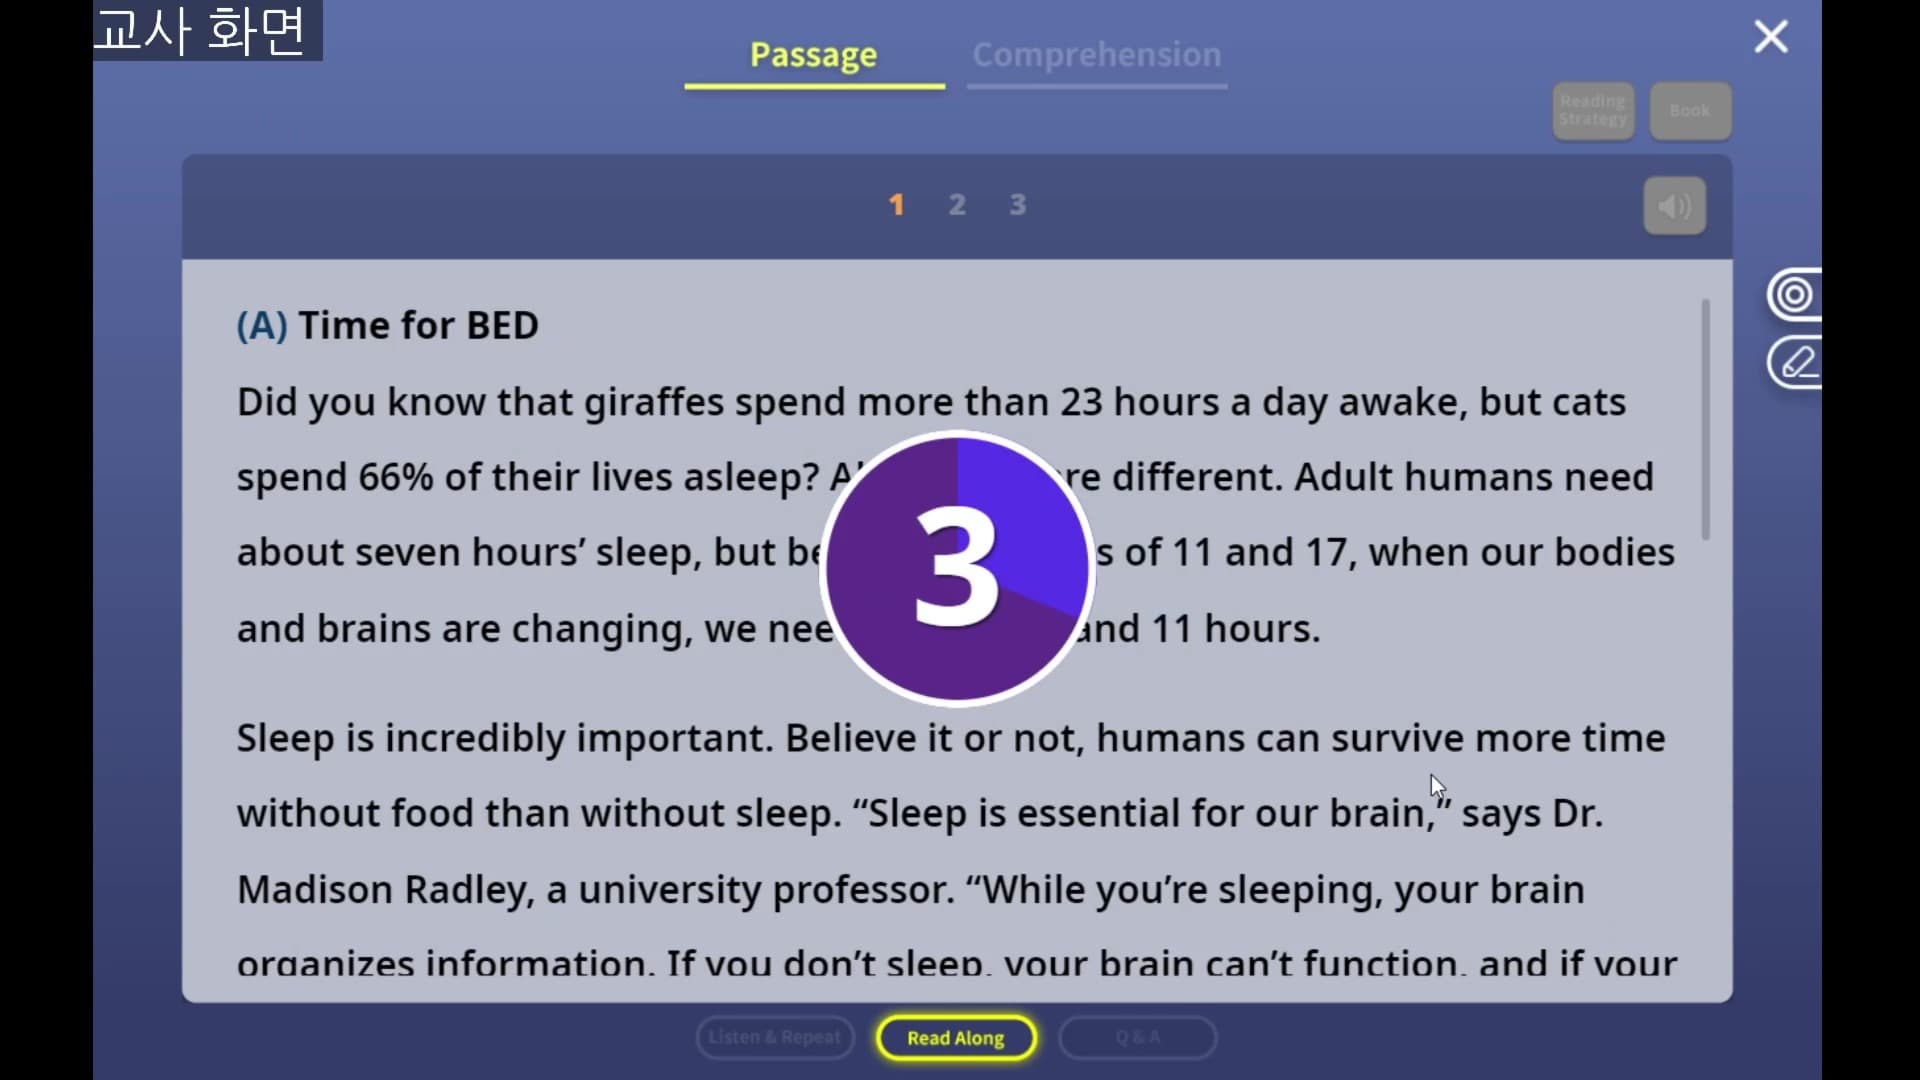 교사 화면
Passage Comprehension
Reading
Strategy
Book
1 2 3
(A) Time for BED
Did you know that giraffes spend more than 23 hours a day awake, but cats
spend 66% of their lives asleep? re different. Adult humans need
about seven hours’ sleep, but s of 11 and 17, when our bodies
and brains are changing, we and 11 hours.
3
Sleep is incredibly important. Believe it or not, humans can survive more time
without food than without sleep. “Sleep is essential for our brain,” says Dr.
Madison Radley, a university professor. “While you’re sleeping, your brain
organizes information. If you don’t sleep, your brain can’t function, and if your
Listen & Repeat Read Along Q & A